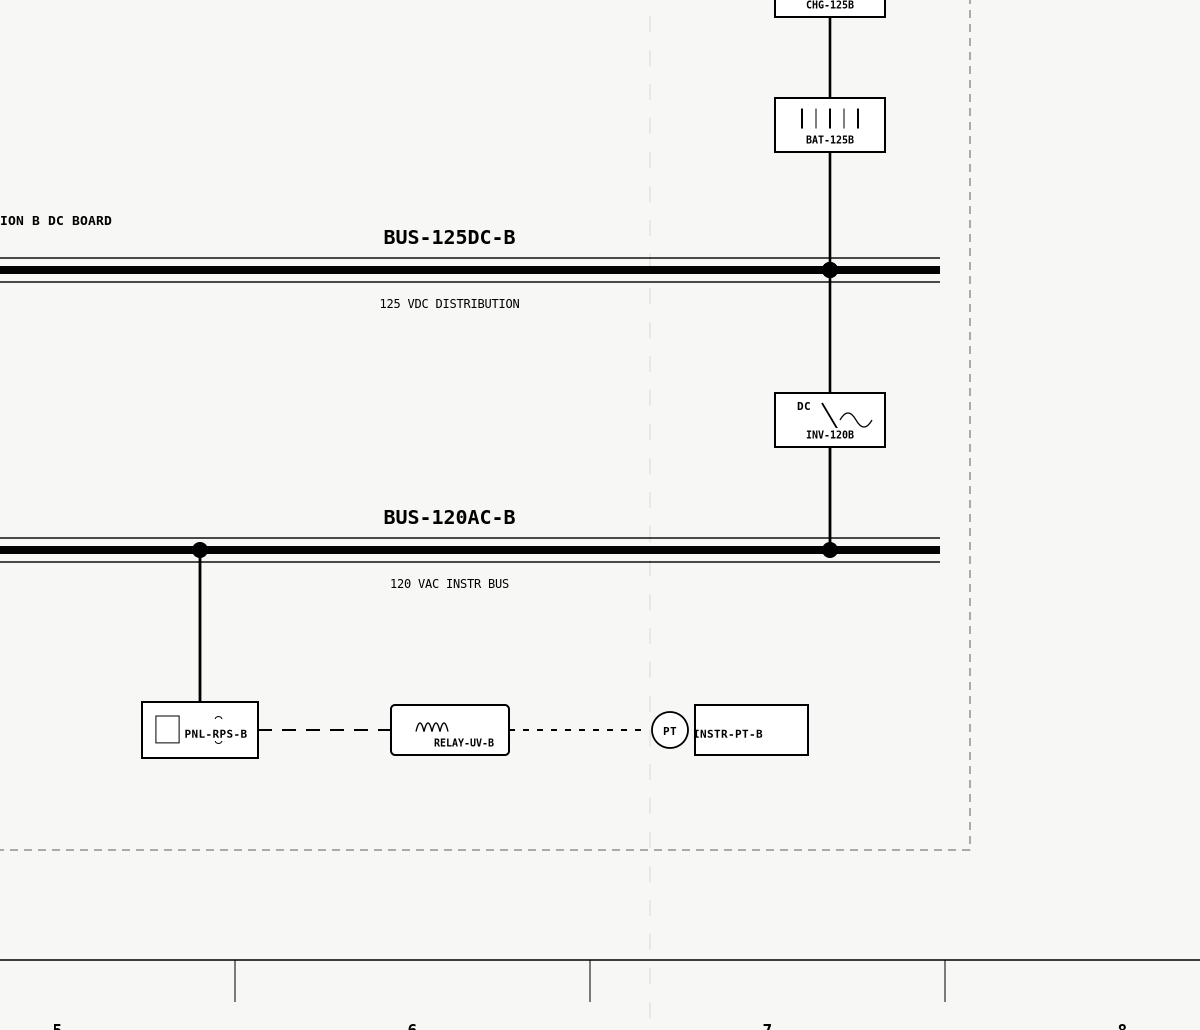 CHG-125B
BAT-125B
ION B DC BOARD
BUS-125DC-B
125 VDC DISTRIBUTION
DC
INV-120B
BUS-120AC-B
120 VAC INSTR BUS
PNL-RPS-B
RELAY-UV-B
PT
INSTR-PT-B
5
6
7
8